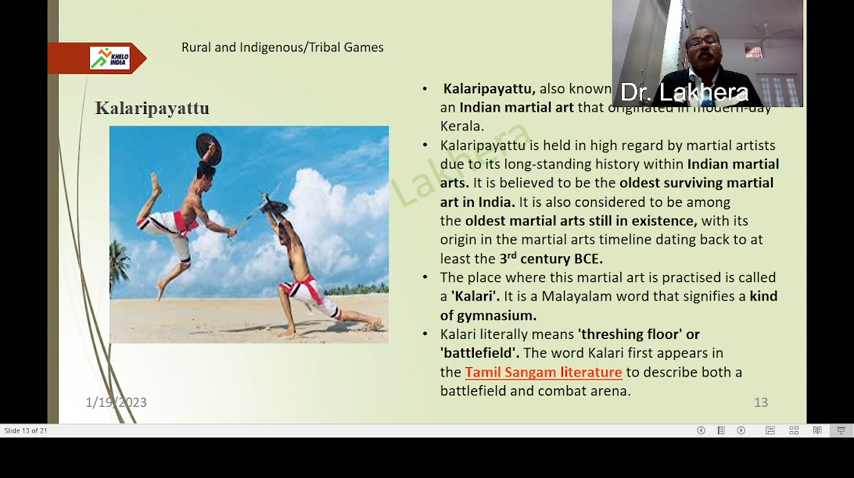 Rural and Indigenous/Tribal Games
KHELO
INDIA
Dr. Lakhera
Kalaripayattu
• Kalaripayattu, also known
an Indian martial art that originated in modern-day
Kerala.
• Kalaripayattu is held in high regard by martial artists
due to its long-standing history within Indian martial
arts. It is believed to be the oldest surviving martial
art in India. It is also considered to be among
the oldest martial arts still in existence, with its
origin in the martial arts timeline dating back to at
least the 3rd century BCE.
• The place where this martial art is practised is called
a 'Kalari'. It is a Malayalam word that signifies a kind
of gymnasium.
• Kalari literally means 'threshing floor' or
'battlefield'. The word Kalari first appears in
the Tamil Sangam literature to describe both a
battlefield and combat arena.
Lakhera
1/19/2023
13
Slide 13 of 21